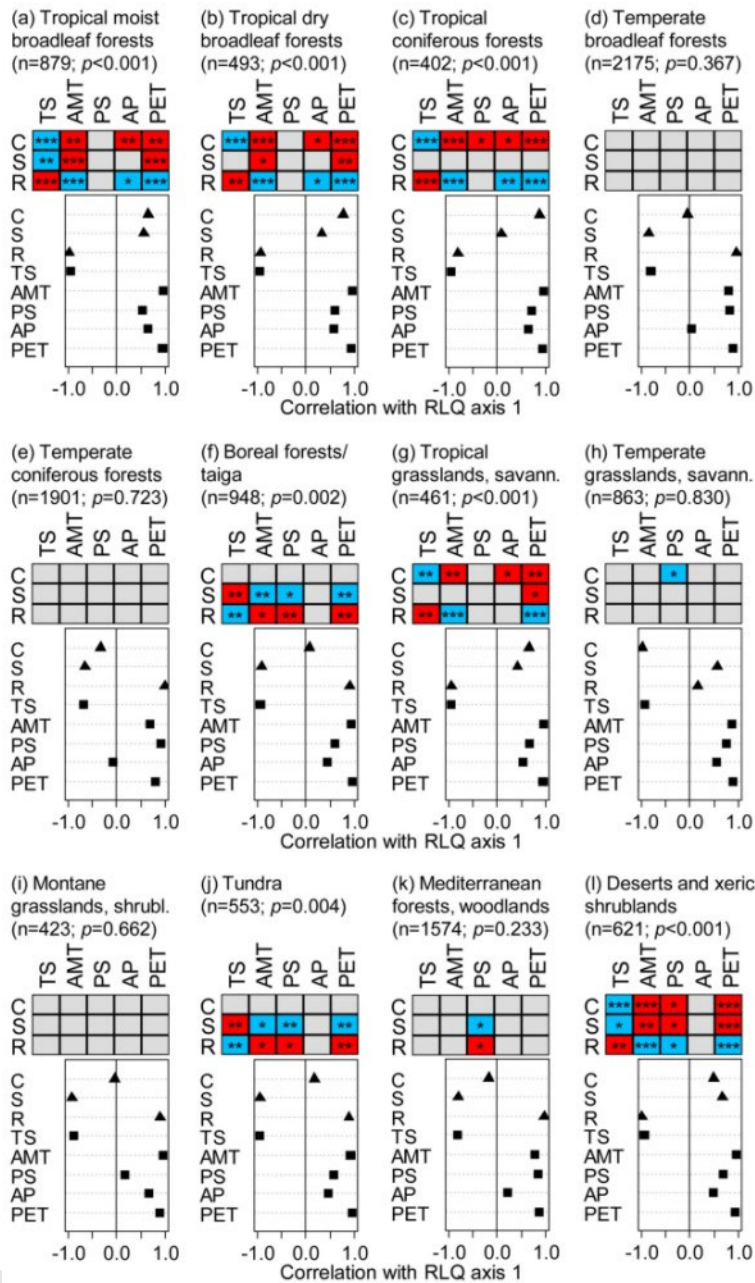 (a) Tropical moist
broadleaf forests
(n=879; p<0.001)
TS AMT PS AP PET
C *** ** ** **
S ** *** ***
R *** *** * ***
C
S
R
TS
AMT
PS
AP
PET
-1.0 0.0 1.0
(b) Tropical dry
broadleaf forests
(n=493; p<0.001)
TS AMT PS AP PET
C *** *** * ***
S * **
R ** *** * ***
C
S
R
TS
AMT
PS
AP
PET
-1.0 0.0 1.0
(c) Tropical
coniferous forests
(n=402; p<0.001)
TS AMT PS AP PET
C *** *** * * ***
S
R *** *** ** ***
C
S
R
TS
AMT
PS
AP
PET
-1.0 0.0 1.0
(d) Temperate
broadleaf forests
(n=2175; p=0.367)
TS AMT PS AP PET
C
S
R
C
S
R
TS
AMT
PS
AP
PET
-1.0 0.0 1.0
Correlation with RLQ axis 1
(e) Temperate
coniferous forests
(n=1901; p=0.723)
TS AMT PS AP PET
C
S
R
C
S
R
TS
AMT
PS
AP
PET
-1.0 0.0 1.0
(f) Boreal forests/
taiga
(n=948; p=0.002)
TS AMT PS AP PET
C
S ** ** * **
R ** * ** **
C
S
R
TS
AMT
PS
AP
PET
-1.0 0.0 1.0
(g) Tropical
grasslands, savann.
(n=461; p<0.001)
TS AMT PS AP PET
C ** ** * **
S *
R ** *** ***
C
S
R
TS
AMT
PS
AP
PET
-1.0 0.0 1.0
(h) Temperate
grasslands, savann.
(n=863; p=0.830)
TS AMT PS AP PET
C *
S
R
C
S
R
TS
AMT
PS
AP
PET
-1.0 0.0 1.0
Correlation with RLQ axis 1
(i) Montane
grasslands, shrubl.
(n=423; p=0.662)
TS AMT PS AP PET
C
S
R
C
S
R
TS
AMT
PS
AP
PET
-1.0 0.0 1.0
(j) Tundra
(n=553; p=0.004)
TS AMT PS AP PET
C
S ** * ** **
R ** * * **
C
S
R
TS
AMT
PS
AP
PET
-1.0 0.0 1.0
(k) Mediterranean
forests, woodlands
(n=1574; p=0.233)
TS AMT PS AP PET
C
S *
R *
C
S
R
TS
AMT
PS
AP
PET
-1.0 0.0 1.0
(l) Deserts and xeric
shrublands
(n=621; p<0.001)
TS AMT PS AP PET
C *** *** * ***
S * ** * ***
R ** *** * ***
C
S
R
TS
AMT
PS
AP
PET
-1.0 0.0 1.0
Correlation with RLQ axis 1